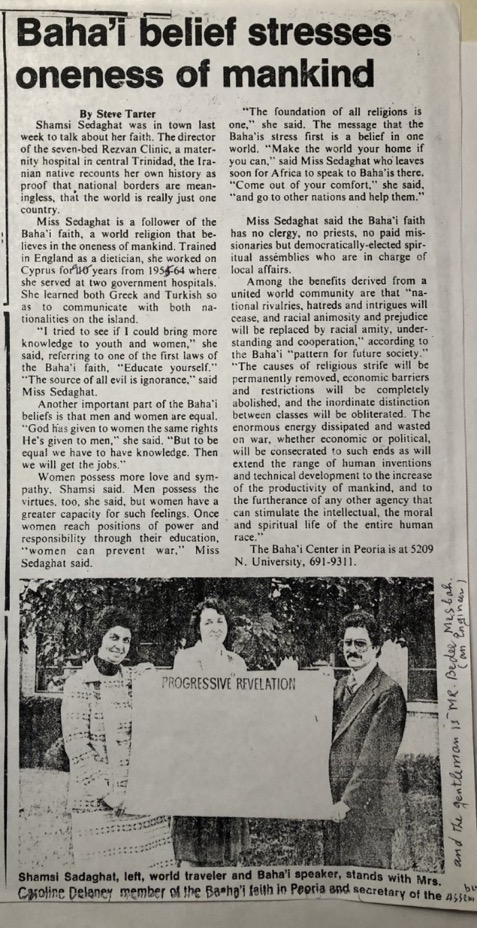 Baha'i belief stresses
oneness of mankind
By Steve Tarter
Shamsi Sedaghat was in town last
week to talk about her faith. The director
of the seven-bed Rezvan Clinic, a mater-
nity hospital in central Trinidad, the Ira-
nian native recounts her own history as
proof that national borders are mean-
ingless, that the world is really just one
country.
Miss Sedaghat is a follower of the
Baha'i faith, a world religion that be-
lieves in the oneness of mankind. Trained
in England as a dietician, she worked on
Cyprus for 10 years from 1954-64 where
she served at two government hospitals.
She learned both Greek and Turkish so
as to communicate with both na-
tionalities on the island.
"I tried to see if I could bring more
knowledge to youth and women," she
said, referring to one of the first laws of
the Baha'i faith, "Educate yourself."
"The source of all evil is ignorance," said
Miss Sedaghat.
Another important part of the Baha'i
beliefs is that men and women are equal.
"God has given to women the same rights
He's given to men," she said. "But to be
equal we have to have knowledge. Then
we will get the jobs."
Women possess more love and sym-
pathy, Shamsi said. Men possess the
virtues, too, she said, but women have a
greater capacity for such feelings. Once
women reach positions of power and
responsibility through their education,
"women can prevent war," Miss
Sedaghat said.
"The foundation of all religions is
one," she said. The message that the
Baha'is stress first is a belief in one
world. "Make the world your home if
you can," said Miss Sedaghat who leaves
soon for Africa to speak to Baha'is there.
"Come out of your comfort," she said,
"and go to other nations and help them."
Miss Sedaghat said the Baha'i faith
has no clergy, no priests, no paid mis-
sionaries but democratically-elected spir-
itual assemblies who are in charge of
local affairs.
Among the benefits derived from a
united world community are that "na-
tional rivalries, hatreds and intrigues will
cease, and racial animosity and prejudice
will be replaced by racial amity, under-
standing and cooperation," according to
the Baha'i "pattern for future society."
"The causes of religious strife will be
permanently removed, economic barriers
and restrictions will be completely
abolished, and the inordinate distinction
between classes will be obliterated. The
enormous energy dissipated and wasted
on war, whether economic or political,
will be consecrated to such ends as will
extend the range of human inventions
and technical development to the increase
of the productivity of mankind, and to
the furtherance of any other agency that
can stimulate the intellectual, the moral
and spiritual life of the entire human
race."
The Baha'i Center in Peoria is at 5209
N. University, 691-9311.
PROGRESSIVE REVELATION
Shamsi Sadaghat, left, world traveler and Baha'i speaker, stands with Mrs.
Caroline Delaney member of the Baha'i faith in Peoria and secretary of the Assem
bly
and the gentleman is Mr. Bedee Misbah.
(an Engineer)